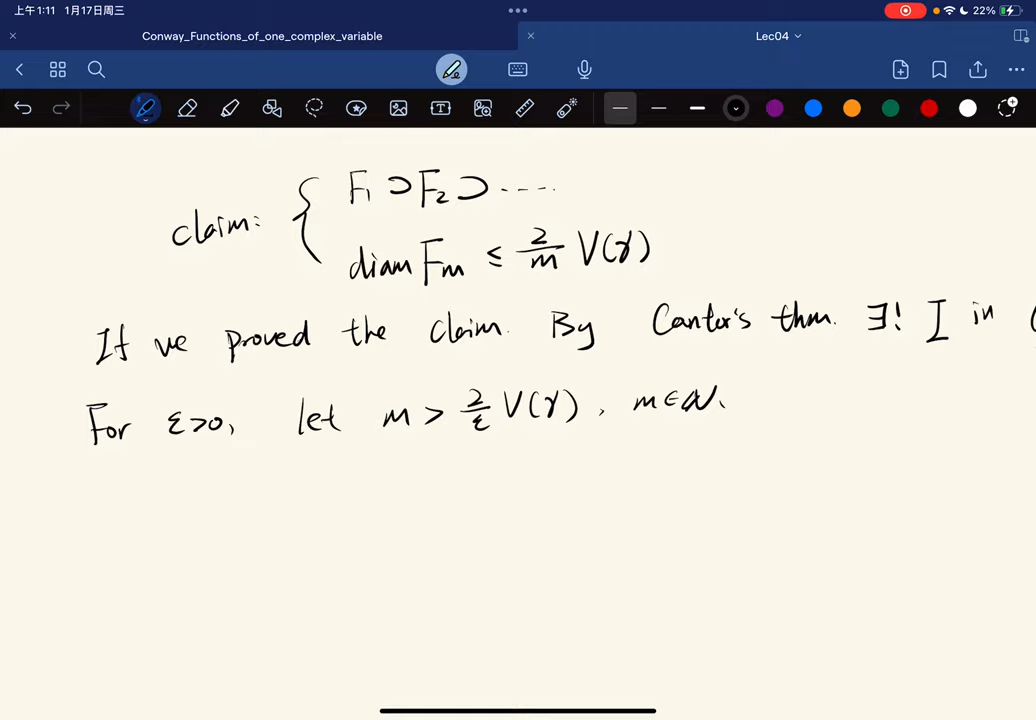 上午1:11 1月17日周三
22%
Conway_Functions_of_one_complex_variable
Lec04
claim: { F₁ ⊃ F₂ ⊃ ·····
diam Fm ≤ 2/m V(γ)
If we proved the claim. By Cantor's thm. ∃! I in
For ε>0, let m > 2/ε V(γ), m∈ℕ.